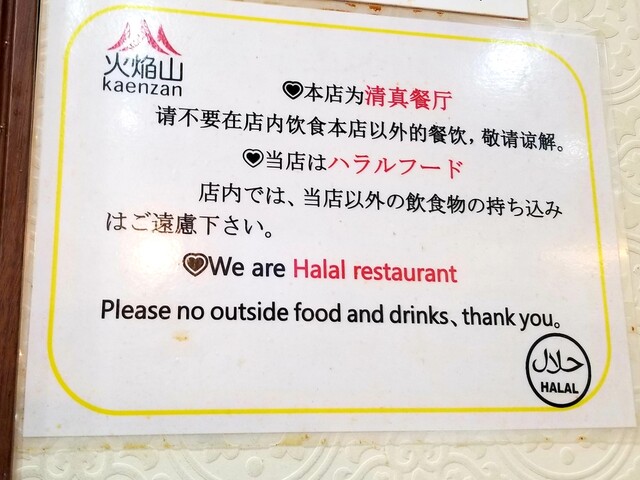 火焔山
kaenzan
本店为清真餐厅
请不要在店内饮食本店以外的餐饮，敬请谅解。
当店はハラルフード
店内では、当店以外の飲食物の持ち込み
はご遠慮下さい。
We are Halal restaurant
Please no outside food and drinks、thank you。
حلال
HALAL